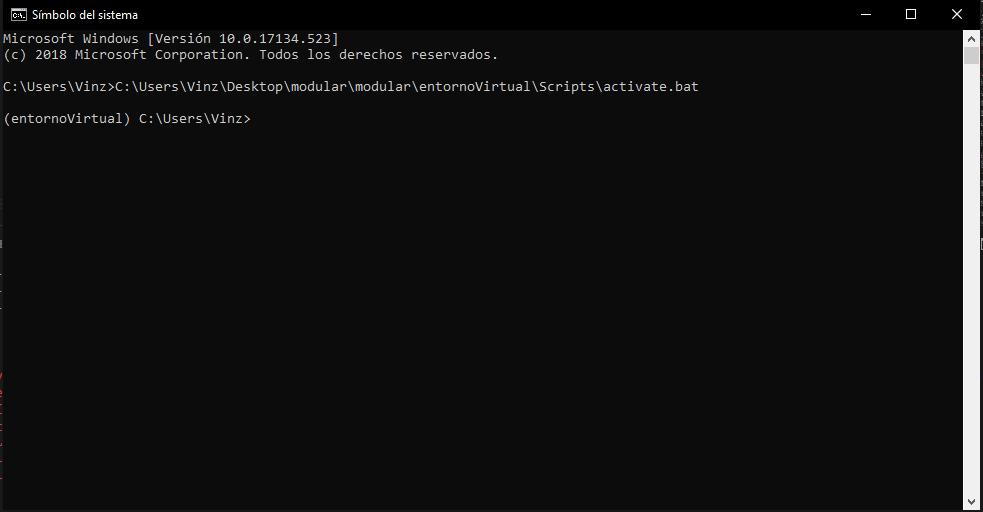 Símbolo del sistema
Microsoft Windows [Versión 10.0.17134.523]
(c) 2018 Microsoft Corporation. Todos los derechos reservados.
C:\Users\Vinz>C:\Users\Vinz\Desktop\modular\modular\entornoVirtual\Scripts\activate.bat
(entornoVirtual) C:\Users\Vinz>